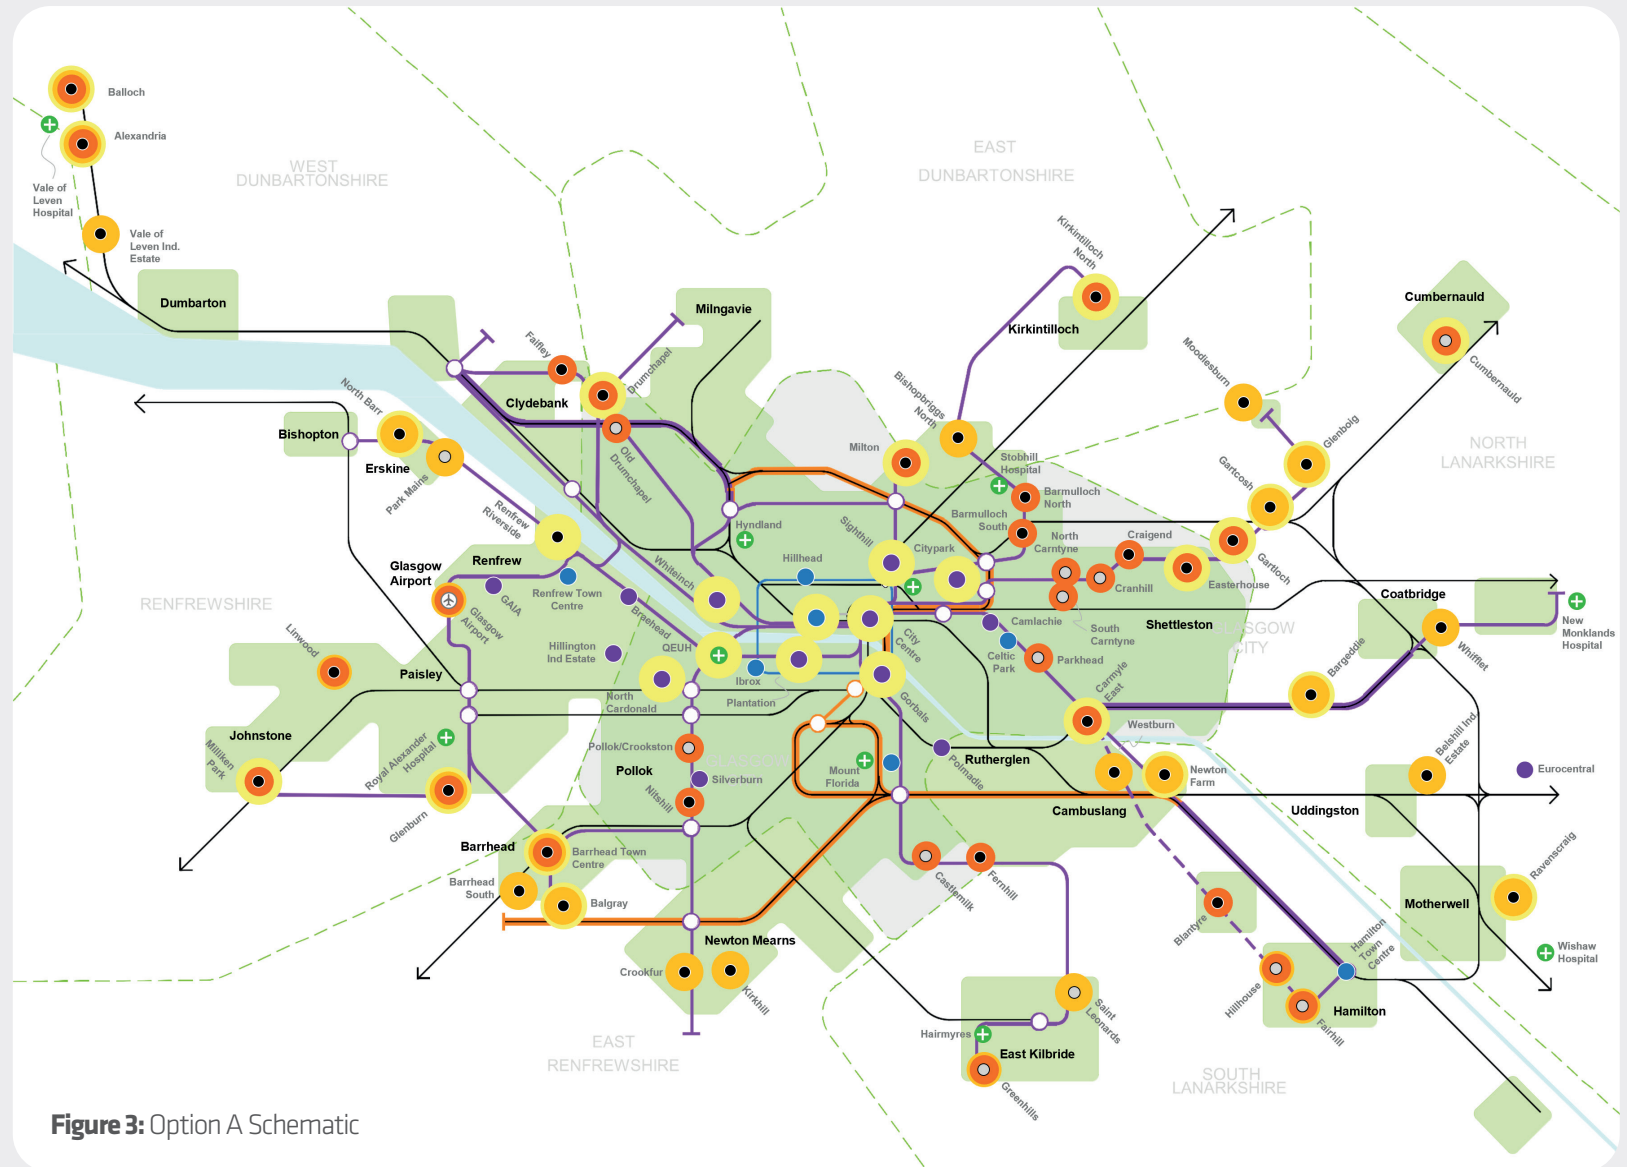 Balloch
Alexandria
Vale of
Leven
Hospital
Vale of
Leven Ind.
Estate
WEST
DUNBARTONSHIRE
EAST
DUNBARTONSHIRE
Dumbarton
Milngavie
Kirkintilloch
North
Kirkintilloch
Cumbernauld
Cumbernauld
Moodiesburn
Glenboig
Gartcosh
NORTH
LANARKSHIRE
Faifley
Drumchapel
Clydebank
Old
Drumchapel
North Barr
Bishopton
Erskine
Park Mains
Bishopbriggs
North
Milton
Stobhill
Hospital
Barmulloch
North
Barmulloch
South
North
Carntyne
Craigend
Cranhill
Easterhouse
Gartloch
Renfrew
Riverside
Renfrew
Glasgow
Airport
Glasgow
Airport
GAIA
Renfrew Town
Centre
Braehead
Whiteinch
Hyndland
Hillhead
Sighthill
Citypark
RENFREWSHIRE
Linwood
Hillington
Ind Estate
QEUH
Ibrox
Plantation
City
Centre
Gorbals
Camlachie
Celtic
Park
South
Carntyne
Parkhead
Shettleston
GLASGOW
CITY
Coatbridge
New
Monklands
Hospital
Whifflet
Bargeddie
Carmyle
East
Westburn
Paisley
North
Cardonald
Johnstone
Milliken
Park
Royal Alexander
Hospital
Glenburn
Pollok/Crookston
Pollok
Silverburn
Nitshill
Mount
Florida
Polmadie
Rutherglen
Newton
Farm
Cambuslang
Belshill Ind.
Estate
Eurocentral
Uddingston
Barrhead
Barrhead Town
Centre
Barrhead
South
Balgray
Newton Mearns
Crookfur
Kirkhill
Castlemilk
Fernhill
Blantyre
Ravenscraig
Motherwell
Wishaw
Hospital
Hamilton
Town
Centre
Hillhouse
Fairhill
Hamilton
Saint
Leonards
Hairmyres
East Kilbride
Greenhills
EAST
RENFREWSHIRE
SOUTH
LANARKSHIRE
Figure 3: Option A Schematic